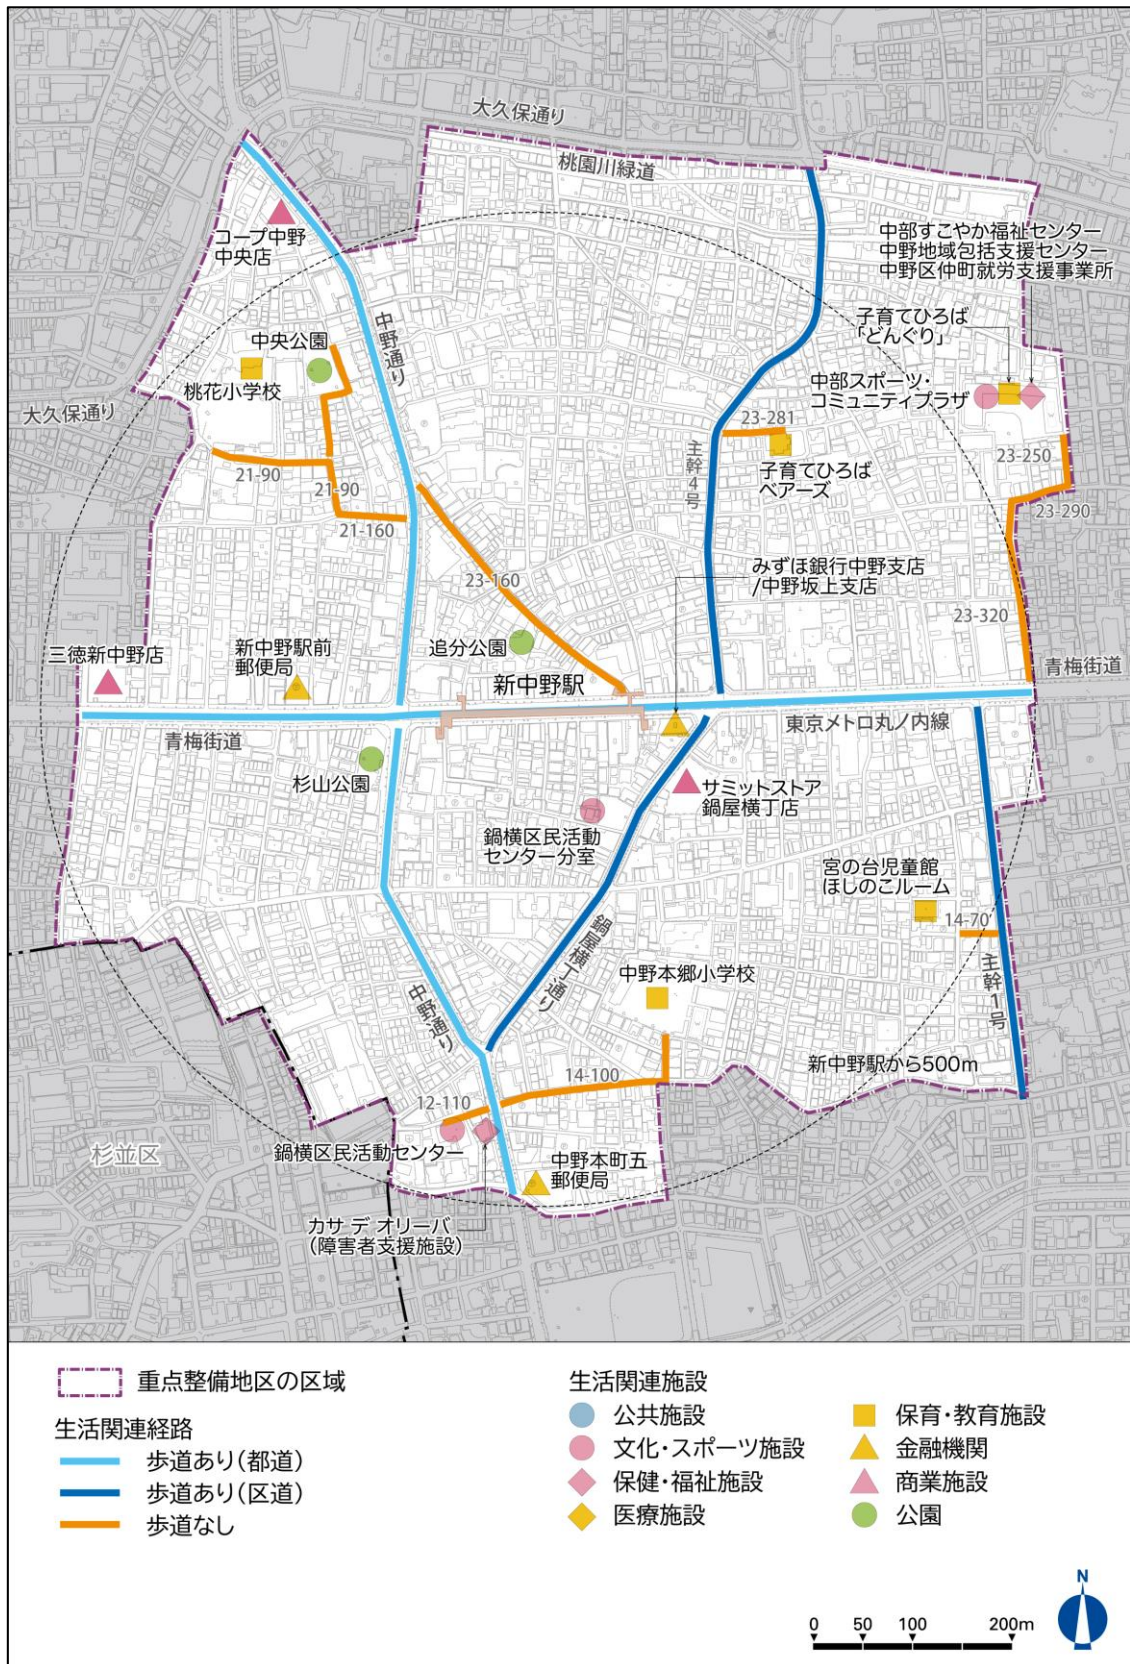 大久保通り
桃園川緑道
コープ中野
中央店
中部すこやか福祉センター
中野地域包括支援センター
中野区仲町就労支援事業所
子育てひろば
「どんぐり」
中野通り
中央公園
桃花小学校
中部スポーツ・
コミュニティプラザ
大久保通り
23-281
主幹4号
子育てひろば
ベアーズ
23-250
21-90
21-90
23-290
21-160
23-160
みずほ銀行中野支店
/中野坂上支店
23-320
三徳新中野店
新中野駅前
郵便局
追分公園
新中野駅
青梅街道
青梅街道
東京メトロ丸ノ内線
杉山公園
サミットストア
鍋屋横丁店
鍋横区民活動
センター分室
宮の台児童館
ほしのこルーム
14-70'
鍋屋横丁通り
中野本郷小学校
主幹1号
中野通り
新中野駅から500m
14-100
12-110
杉並区
鍋横区民活動センター
中野本町五
郵便局
カサ デ オリーバ
(障害者支援施設)
重点整備地区の区域
生活関連経路
歩道あり(都道)
歩道あり(区道)
歩道なし
生活関連施設
公共施設
文化・スポーツ施設
保健・福祉施設
医療施設
保育・教育施設
金融機関
商業施設
公園
N
0 50 100 200m